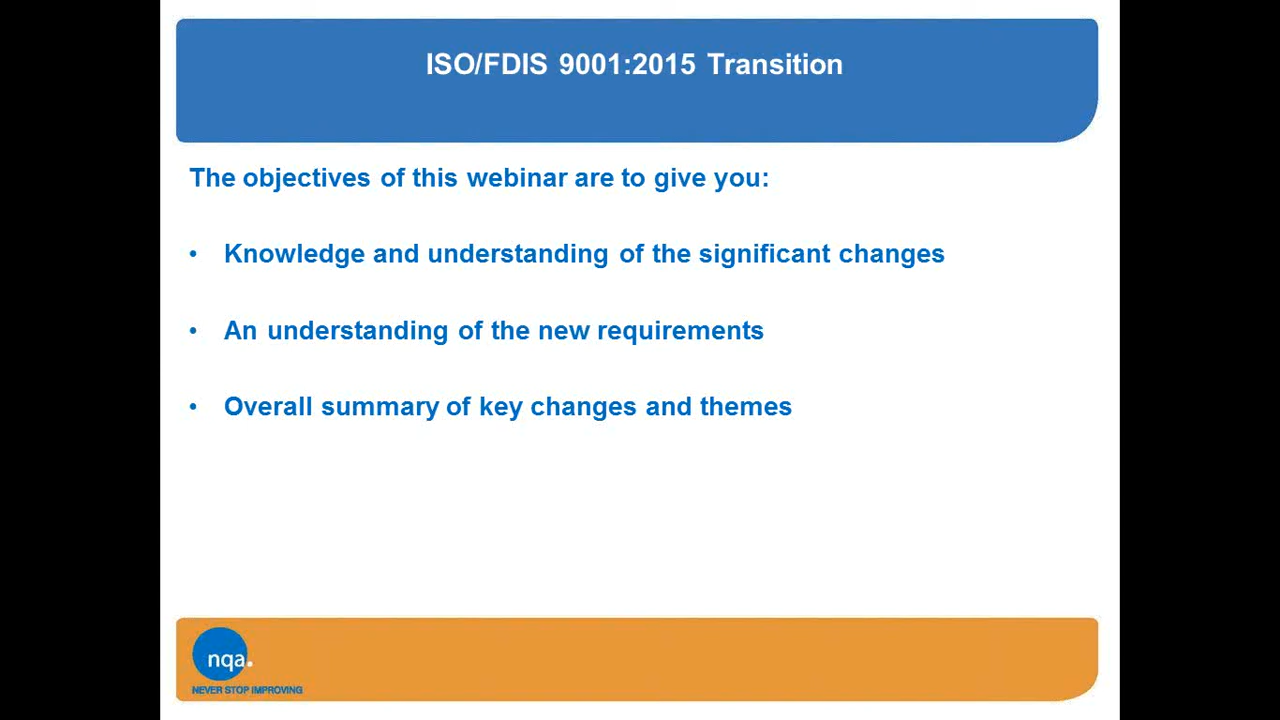 ISO/FDIS 9001:2015 Transition
The objectives of this webinar are to give you:
• Knowledge and understanding of the significant changes
• An understanding of the new requirements
• Overall summary of key changes and themes
nqa.
NEVER STOP IMPROVING